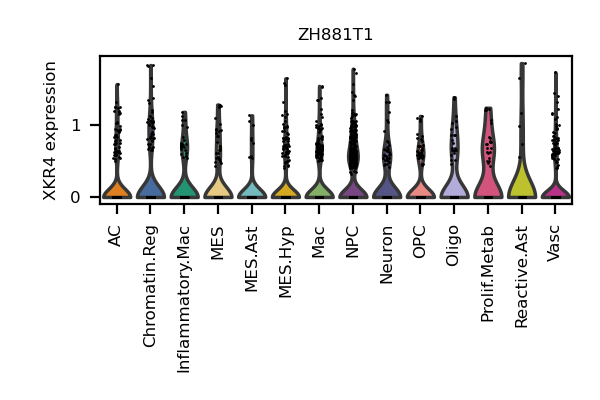 ZH881T1
XKR4 expression
1
0
AC
Chromatin.Reg
Inflammatory.Mac
MES
MES.Ast
MES.Hyp
Mac
NPC
Neuron
OPC
Oligo
Prolif.Metab
Reactive.Ast
Vasc